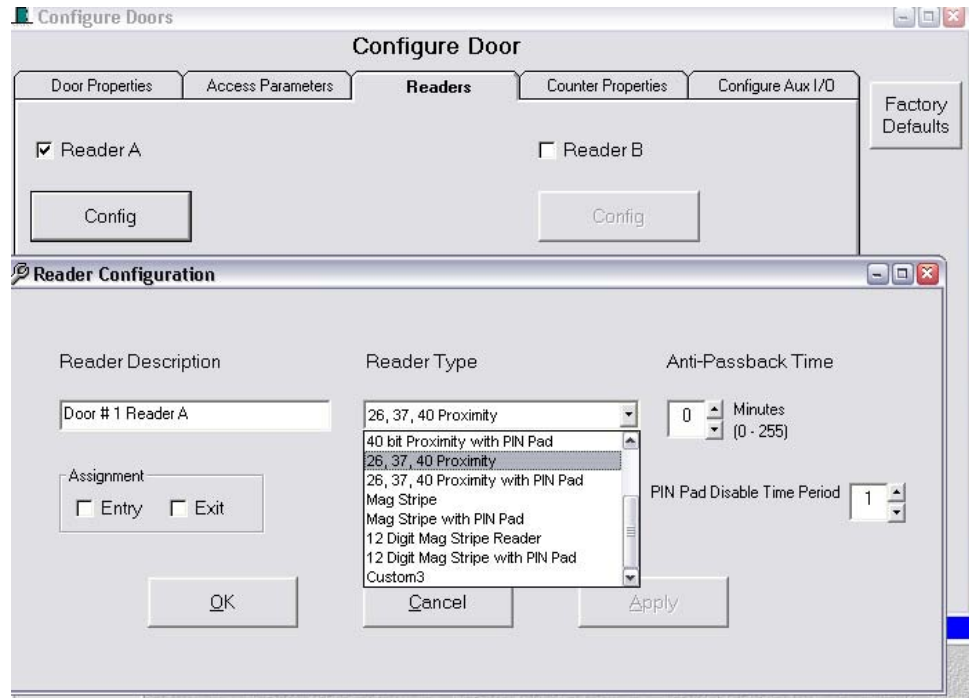 Configure Doors
Configure Door
Door Properties
Access Parameters
Readers
Counter Properties
Configure Aux I/O
Factory
Defaults
Reader A
Reader B
Config
Config
Reader Configuration
Reader Description
Reader Type
Anti-Passback Time
Door # 1 Reader A
26, 37, 40 Proximity
0
Minutes
(0 - 255)
40 bit Proximity with PIN Pad
26, 37, 40 Proximity
26, 37, 40 Proximity with PIN Pad
Mag Stripe
Mag Stripe with PIN Pad
12 Digit Mag Stripe Reader
12 Digit Mag Stripe with PIN Pad
Custom3
Assignment
Entry
Exit
PIN Pad Disable Time Period
1
OK
Cancel
Apply